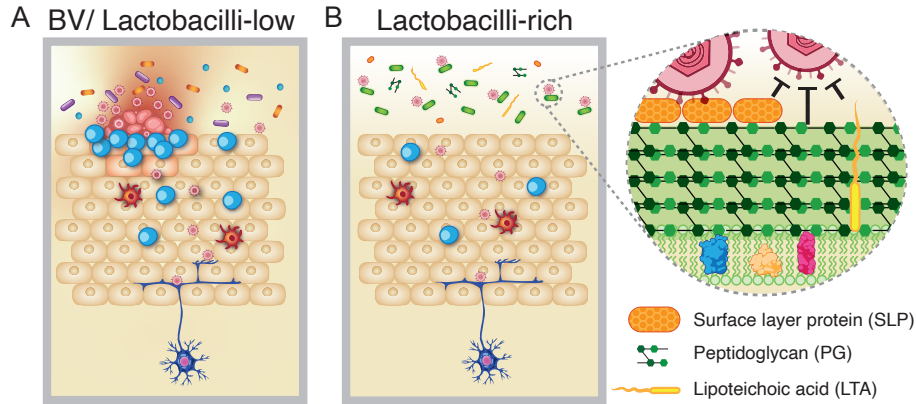 A
BV/ Lactobacilli-low
B
Lactobacilli-rich
Surface layer protein (SLP)
Peptidoglycan (PG)
Lipoteichoic acid (LTA)